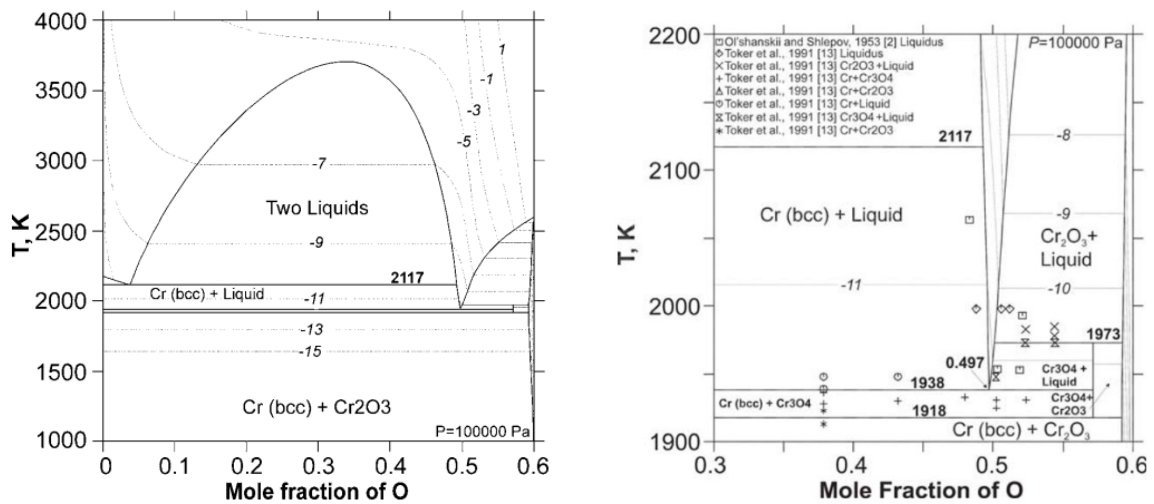 4000
3500
3000
2500
2000
1500
1000
T, K
1
-1
-3
-5
-7
Two Liquids
-9
2117
Cr (bcc) + Liquid
-11
-13
-15
Cr (bcc) + Cr2O3
P=100000 Pa
0
0.1
0.2
0.3
0.4
0.5
0.6
Mole fraction of O
2200
2100
2000
1900
T, K
Ol'shanskii and Shlepov, 1953 [2] Liquidus
Toker et al., 1991 [13] Liquidus
Toker et al., 1991 [13] Cr2O3 +Liquid
Toker et al., 1991 [13] Cr+Cr3O4
Toker et al., 1991 [13] Cr+Cr2O3
Toker et al., 1991 [13] Cr+Liquid
Toker et al., 1991 [13] Cr3O4 +Liquid
Toker et al., 1991 [13] Cr+Cr2O3
P=100000 Pa
2117
-8
Cr (bcc) + Liquid
-9
Cr₂O₃+
Liquid
-11
-10
1973
0.497
Cr3O4 +
Liquid
1938
Cr (bcc) + Cr3O4
Cr3O4+
Cr2O3
1918
Cr (bcc) + Cr₂O₃
0.3
0.4
0.5
0.6
Mole Fraction of O